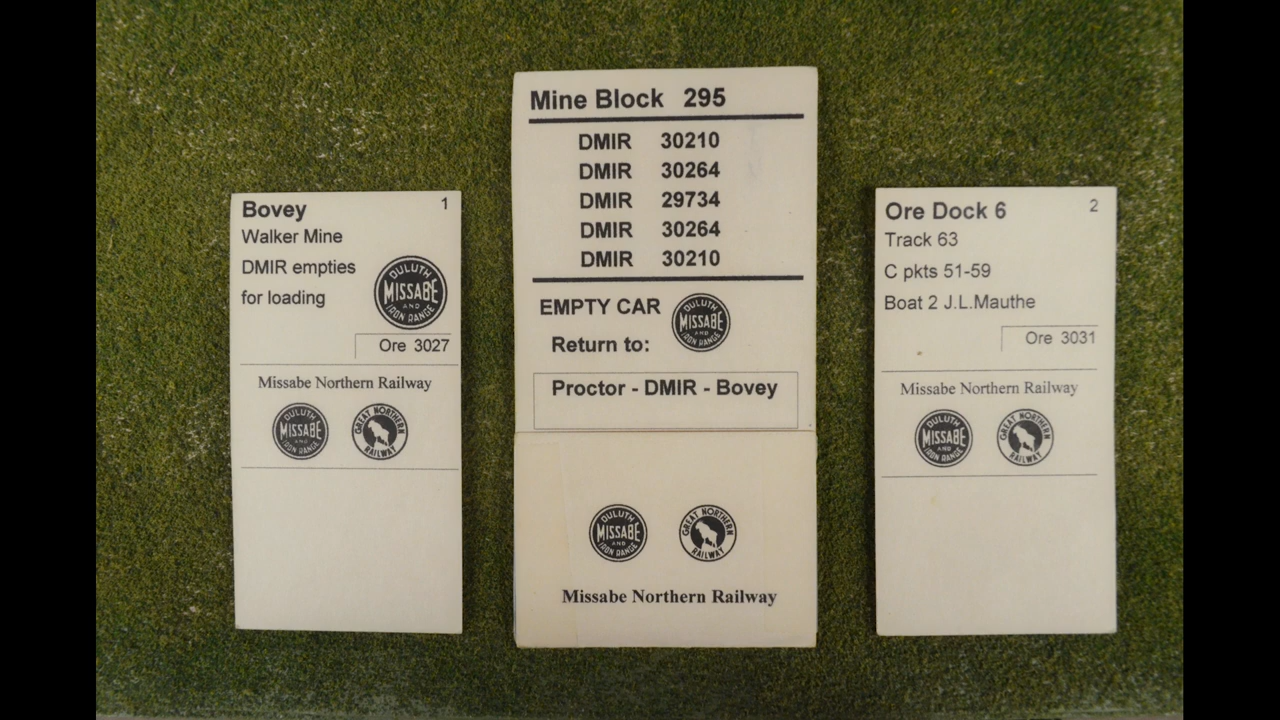 Bovey 1
Walker Mine
DMIR empties
for loading
DULUTH MISSABE AND IRON RANGE
Ore 3027
Missabe Northern Railway
DULUTH MISSABE AND IRON RANGE
GREAT NORTHERN RAILWAY
Mine Block 295
DMIR 30210
DMIR 30264
DMIR 29734
DMIR 30264
DMIR 30210
EMPTY CAR
DULUTH MISSABE AND IRON RANGE
Return to:
Proctor - DMIR - Bovey
DULUTH MISSABE AND IRON RANGE
GREAT NORTHERN RAILWAY
Missabe Northern Railway
Ore Dock 6 2
Track 63
C pkts 51-59
Boat 2 J.L.Mauthe
Ore 3031
Missabe Northern Railway
DULUTH MISSABE AND IRON RANGE
GREAT NORTHERN RAILWAY